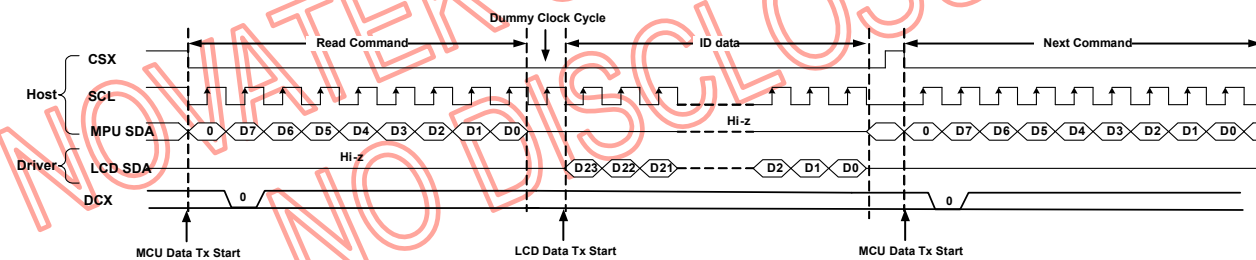 Dummy Clock Cycle
Read Command
ID data
Next Command
CSX
Host
SCL
MPU SDA 0 D7 D6 D5 D4 D3 D2 D1 D0 Hi-z 0 D7 D6 D5 D4 D3 D2 D1 D0
Driver
LCD SDA Hi-z D23 D22 D21 D2 D1 D0
DCX 0 0
MCU Data Tx Start LCD Data Tx Start MCU Data Tx Start
NOVATEK
NO DISCLOS